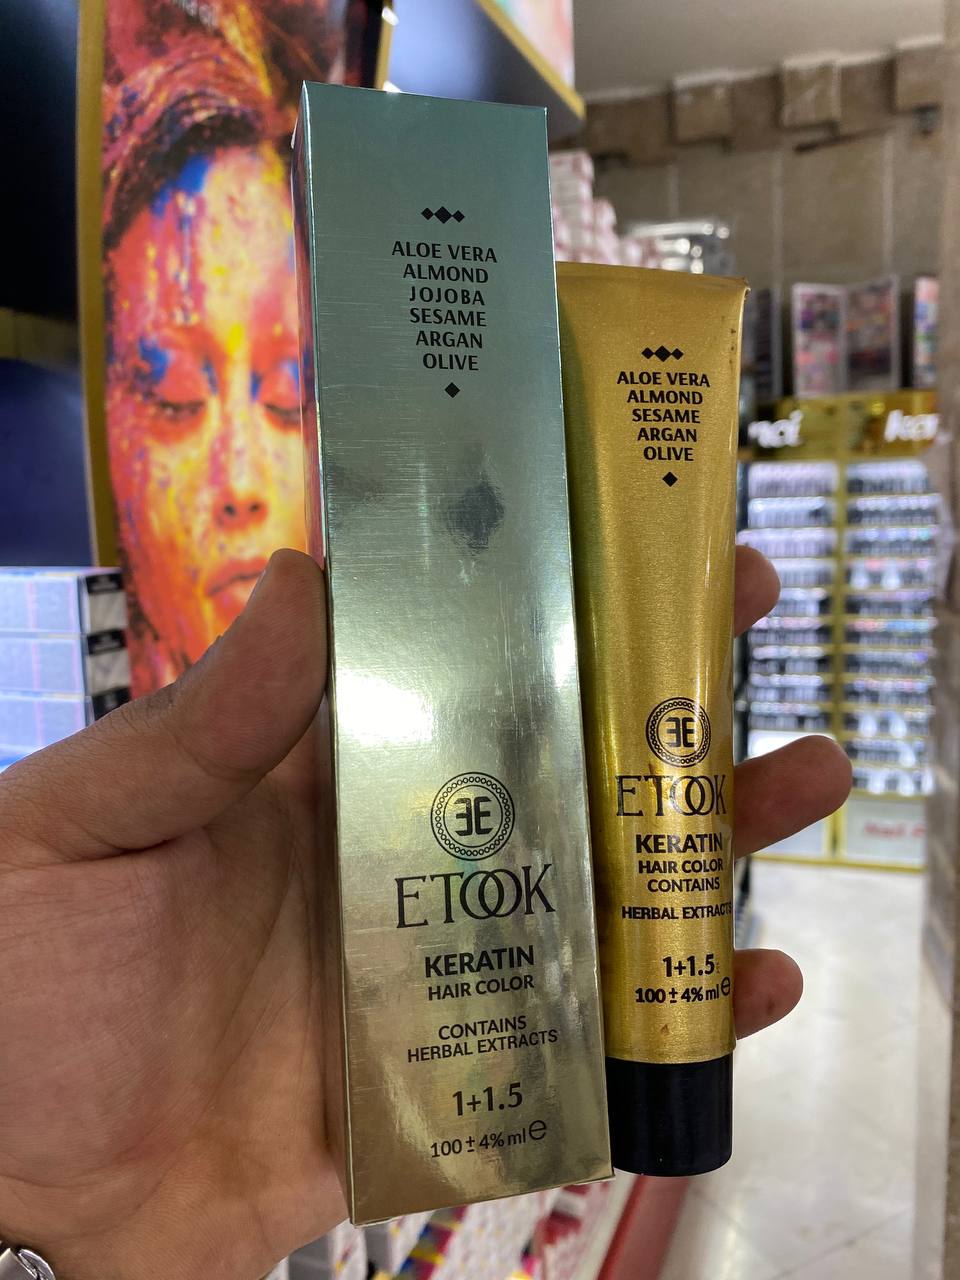 ALOE VERA
ALMOND
JOJOBA
SESAME
ARGAN
OLIVE
ƎE
ETOOK
KERATIN
HAIR COLOR
CONTAINS
HERBAL EXTRACTS
1+1.5
100 ± 4% ml ℮
ALOE VERA
ALMOND
SESAME
ARGAN
OLIVE
ƎE
ETOOK
KERATIN
HAIR COLOR
CONTAINS
HERBAL EXTRACTS
1+1.5
100 ± 4% ml ℮